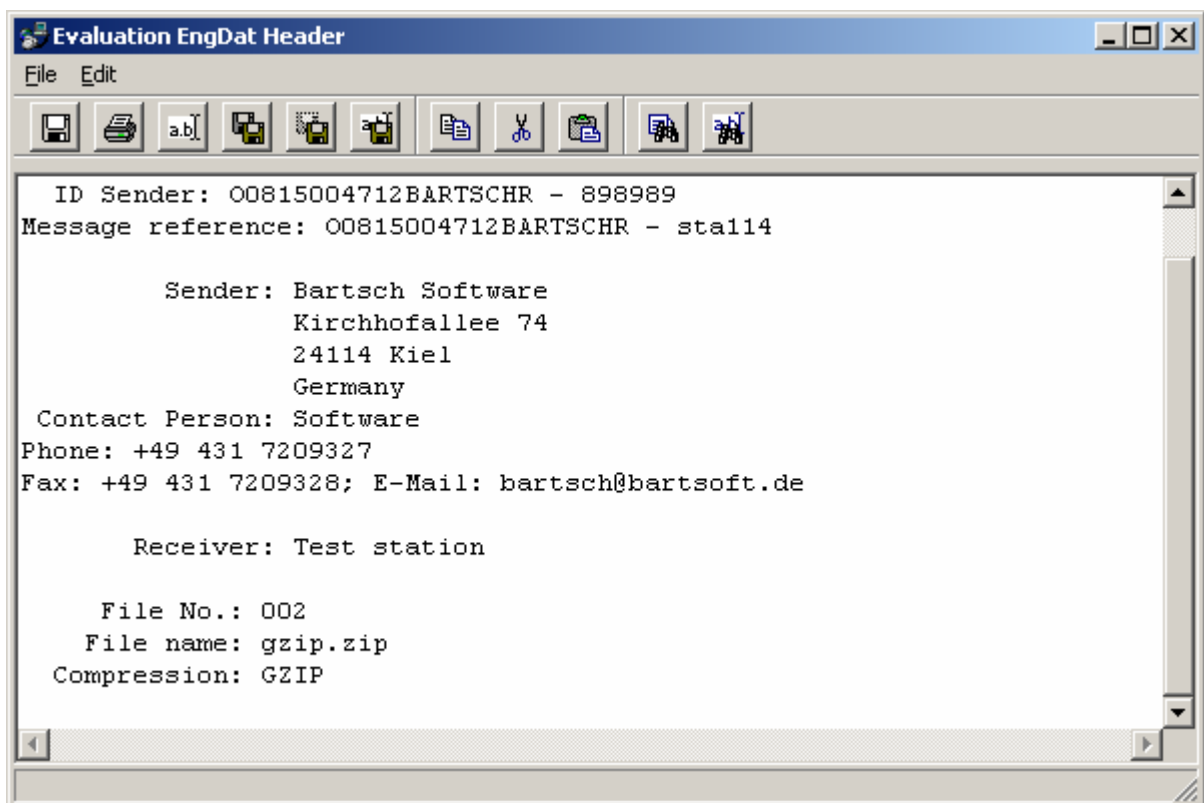 Evaluation EngDat Header
File Edit
ID Sender: O0815004712BARTSCHR - 898989
Message reference: O0815004712BARTSCHR - sta114
Sender: Bartsch Software
Kirchhofallee 74
24114 Kiel
Germany
Contact Person: Software
Phone: +49 431 7209327
Fax: +49 431 7209328; E-Mail: bartsch@bartsoft.de
Receiver: Test station
File No.: 002
File name: gzip.zip
Compression: GZIP